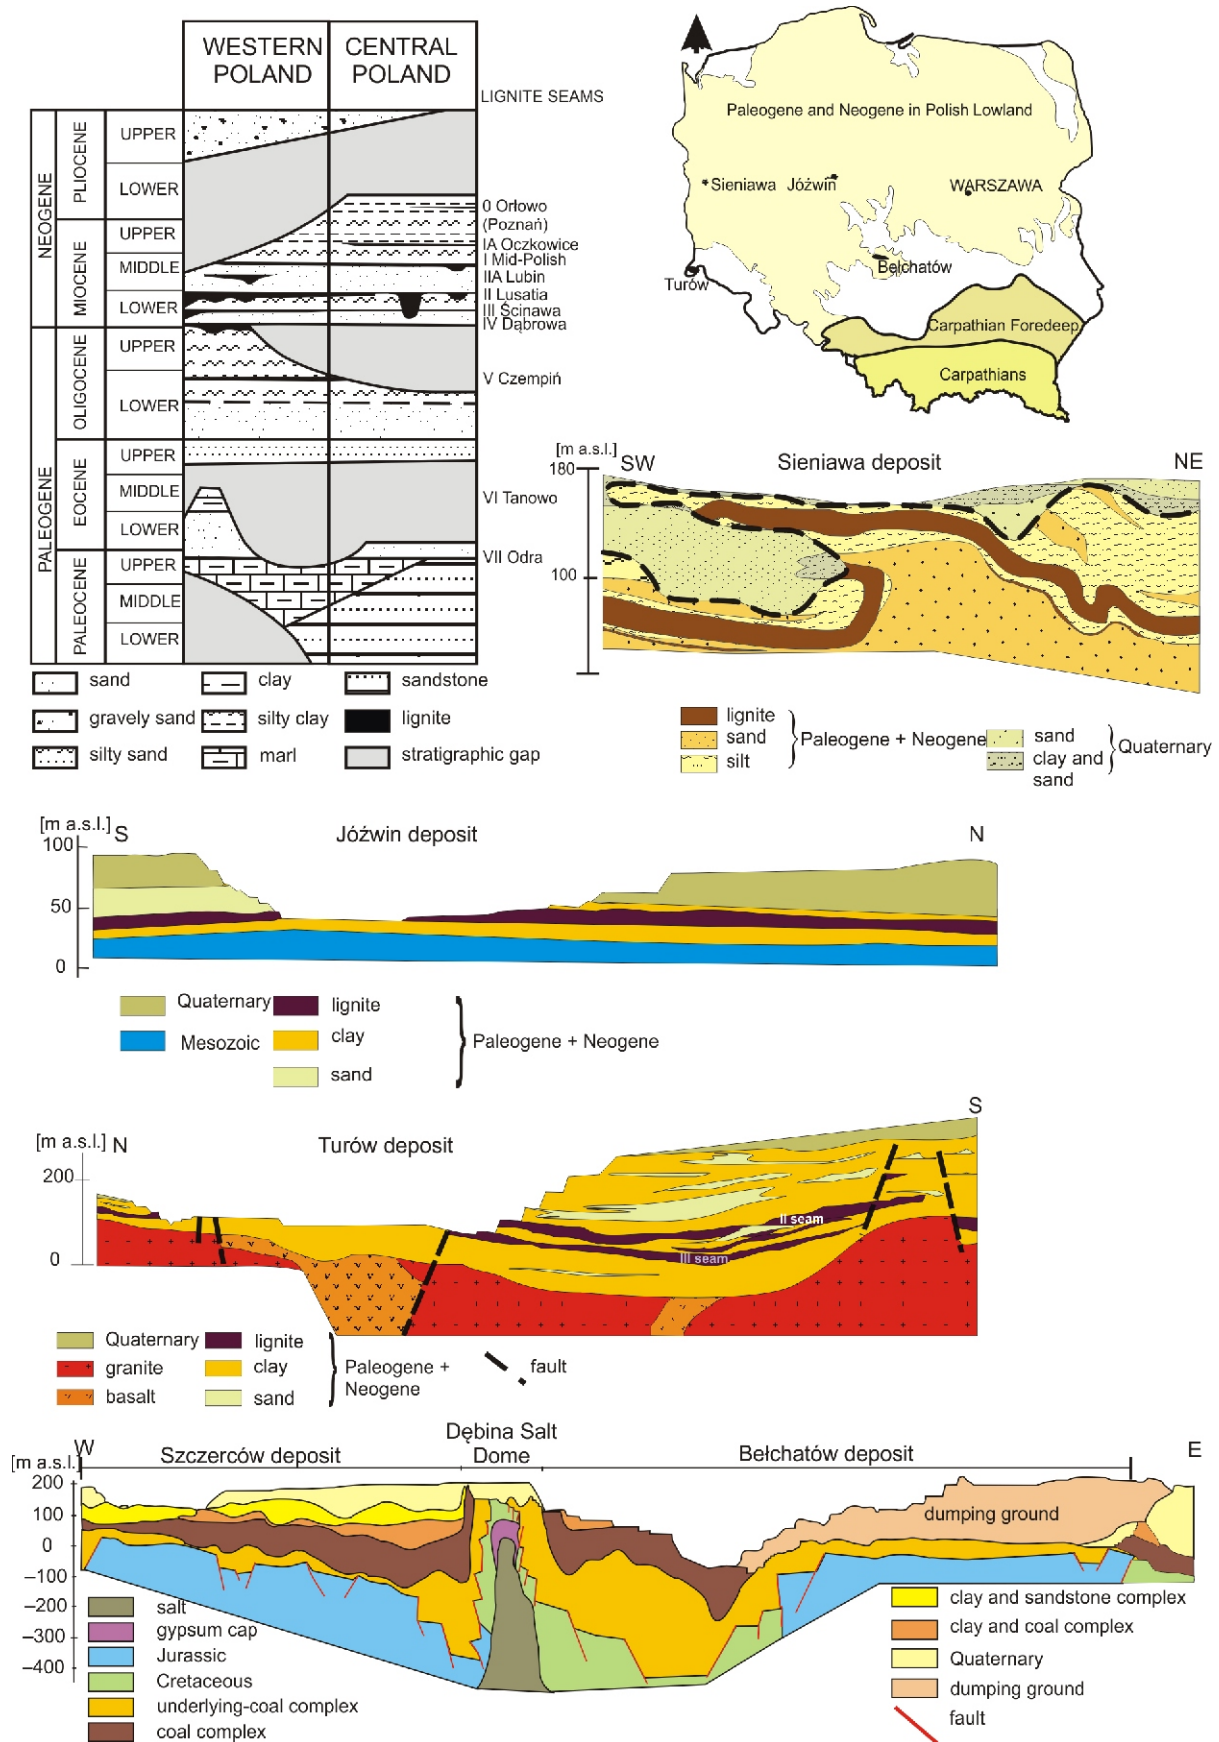 WESTERN POLAND
CENTRAL POLAND
LIGNITE SEAMS
NEOGENE
PALEOGENE
PLIOCENE
MIOCENE
OLIGOCENE
EOCENE
PALEOCENE
UPPER
LOWER
UPPER
MIDDLE
LOWER
UPPER
LOWER
UPPER
MIDDLE
LOWER
UPPER
MIDDLE
LOWER
0 Orłowo
(Poznań)
IA Oczkowice
I Mid-Polish
IIA Lubin
II Lusatia
III Ścinawa
IV Dąbrowa
V Czempiń
VI Tanowo
VII Odra
sand
clay
sandstone
gravely sand
silty clay
lignite
silty sand
marl
stratigraphic gap
Paleogene and Neogene in Polish Lowland
Sieniawa
Jóźwin
WARSZAWA
Bełchatów
Turów
Carpathian Foredeep
Carpathians
[m a.s.l.]
SW
Sieniawa deposit
NE
180
100
lignite
sand
silt
Paleogene + Neogene
sand
clay and
sand
Quaternary
[m a.s.l.]
S
Jóźwin deposit
N
100
50
0
Quaternary
lignite
Mesozoic
clay
sand
Paleogene + Neogene
[m a.s.l.]
N
Turów deposit
S
200
0
II seam
III seam
Quaternary
lignite
granite
clay
basalt
sand
Paleogene +
Neogene
fault
[m a.s.l.]
W
Szczerców deposit
Dębina Salt
Dome
Bełchatów deposit
E
200
100
0
–100
–200
–300
–400
dumping ground
salt
gypsum cap
Jurassic
Cretaceous
underlying-coal complex
coal complex
clay and sandstone complex
clay and coal complex
Quaternary
dumping ground
fault